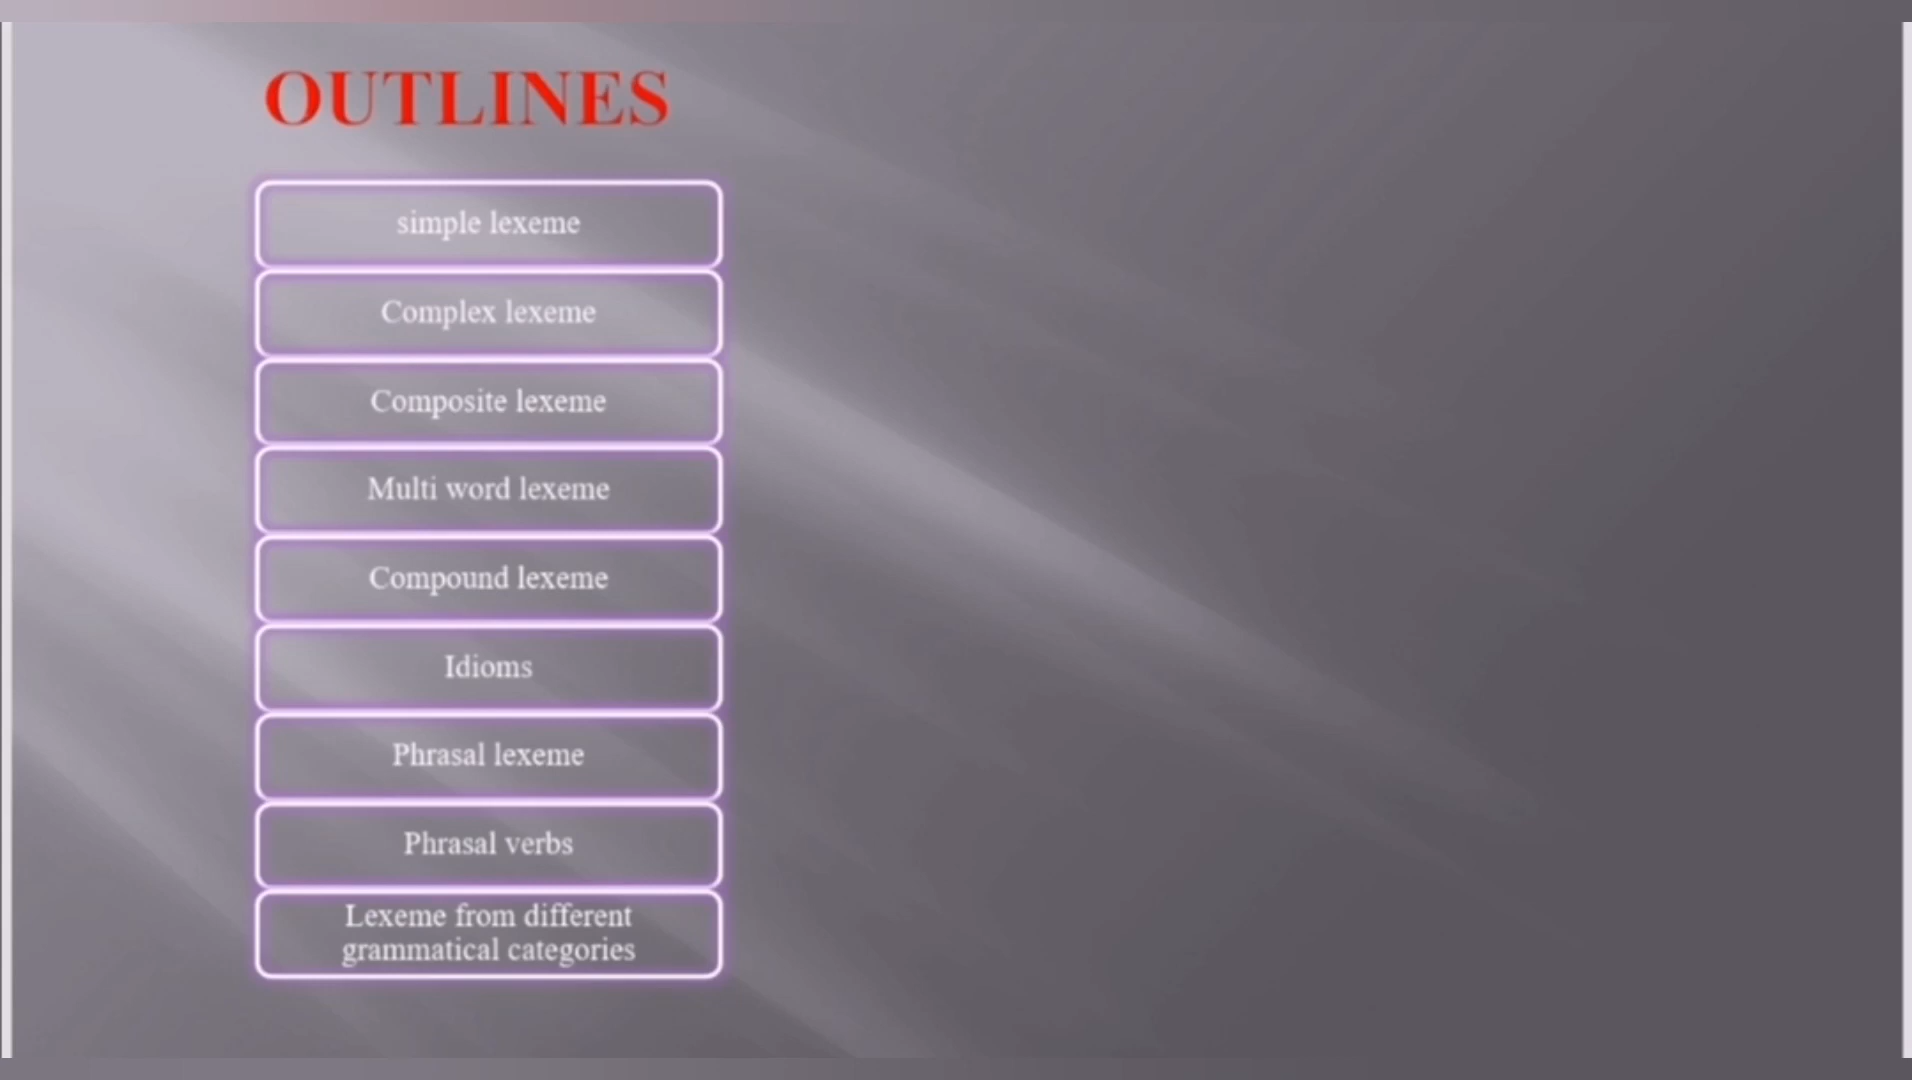 OUTLINES
simple lexeme
Complex lexeme
Composite lexeme
Multi word lexeme
Compound lexeme
Idioms
Phrasal lexeme
Phrasal verbs
Lexeme from different
grammatical categories